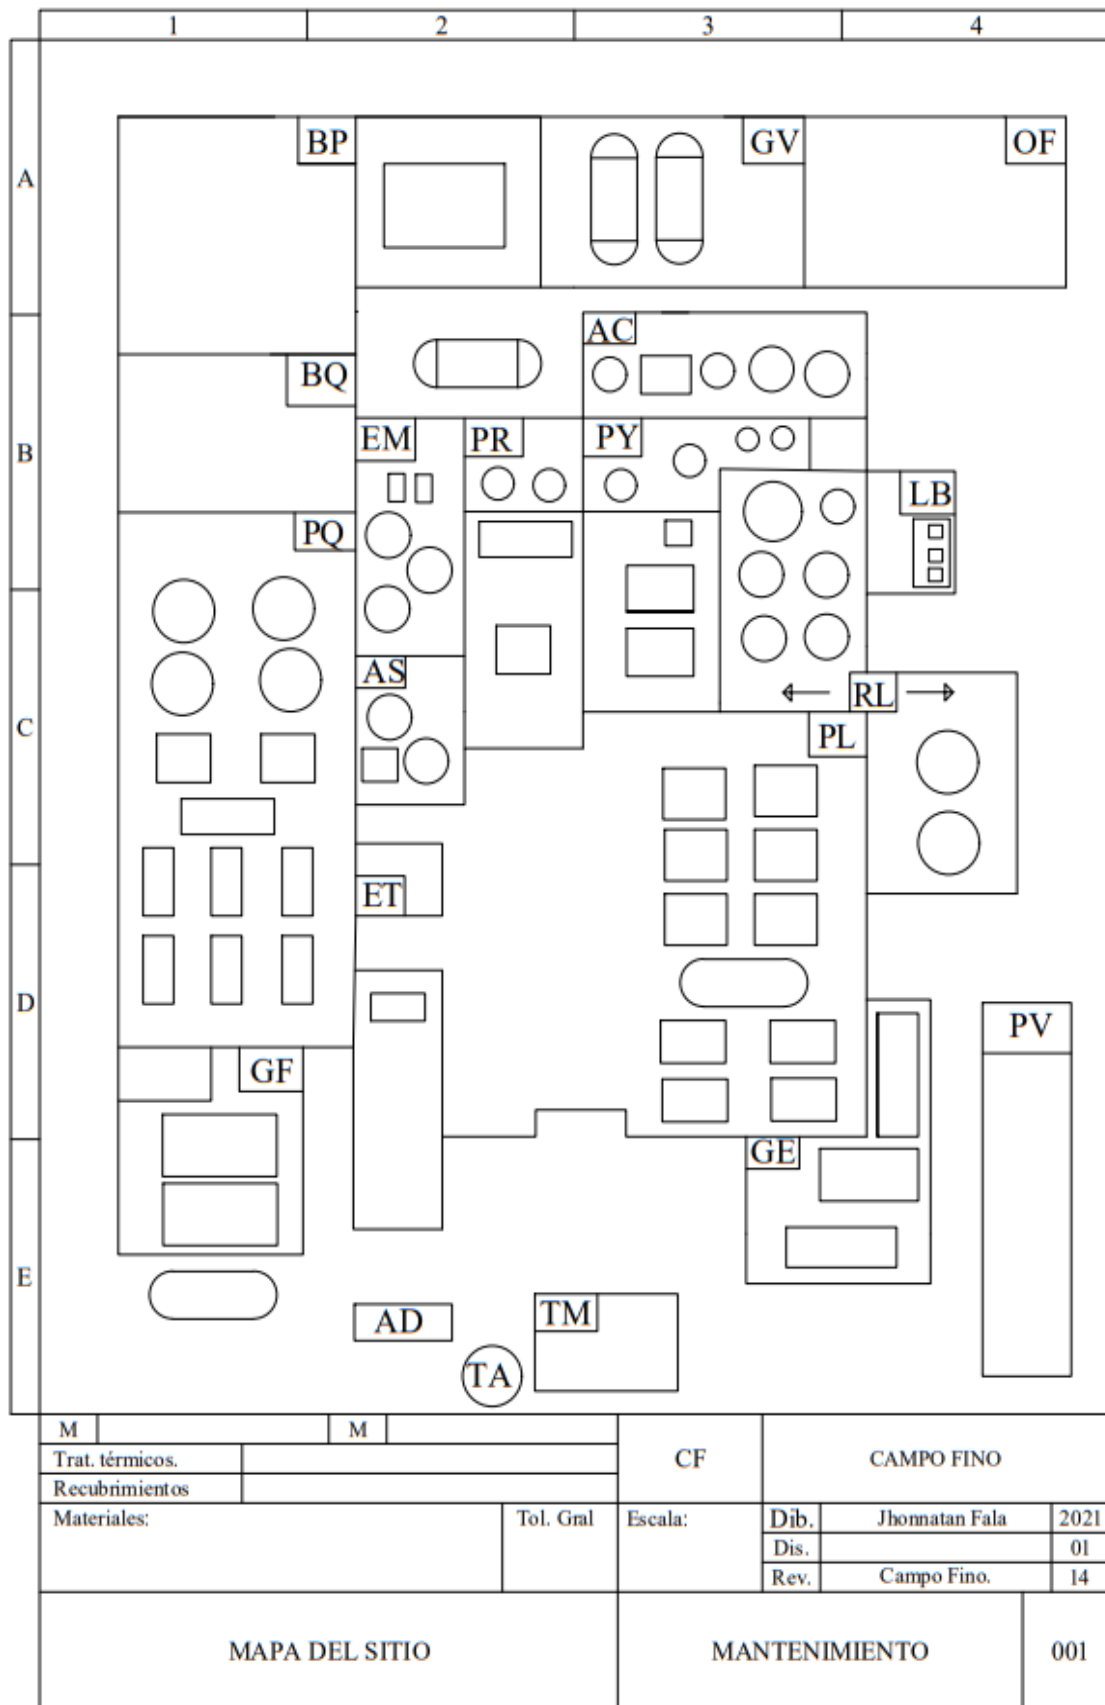 1 2 3 4
A
BP GV OF
AC
BQ
B
EM PR PY
LB
PQ
AS
RL
C
PL
ET
D
PV
GF
GE
E
AD TM
TA
M M
CF CAMPO FINO
Trat. térmicos.
Recubrimientos
Materiales: Tol. Gral Escala: Dib. Jhonnatan Fala 2021
Dis. 01
Rev. Campo Fino. 14
MAPA DEL SITIO MANTENIMIENTO 001